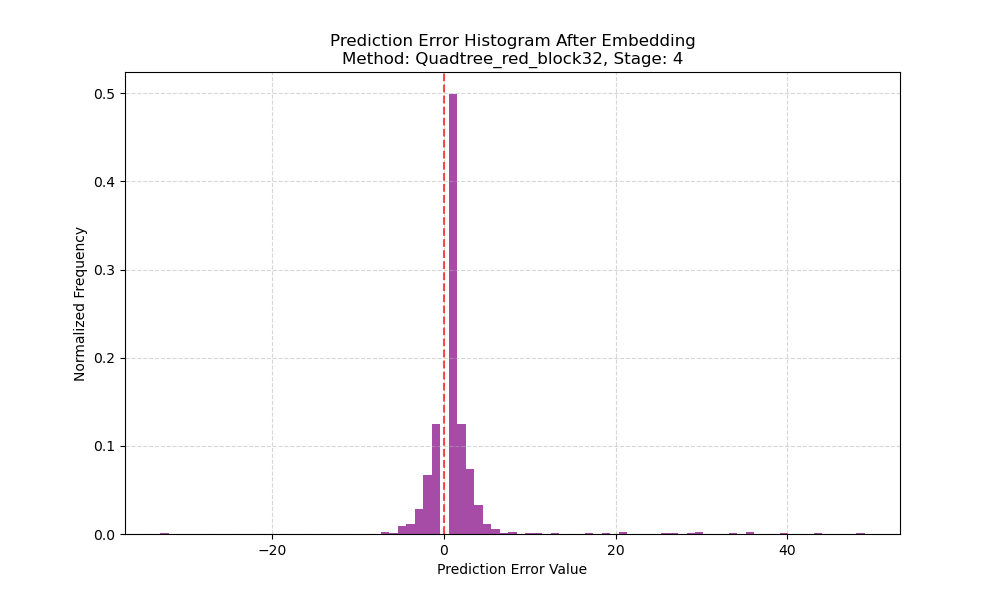 Prediction Error Histogram After Embedding
Method: Quadtree_red_block32, Stage: 4
Normalized Frequency
0.5
0.4
0.3
0.2
0.1
0.0
−20
0
20
40
Prediction Error Value